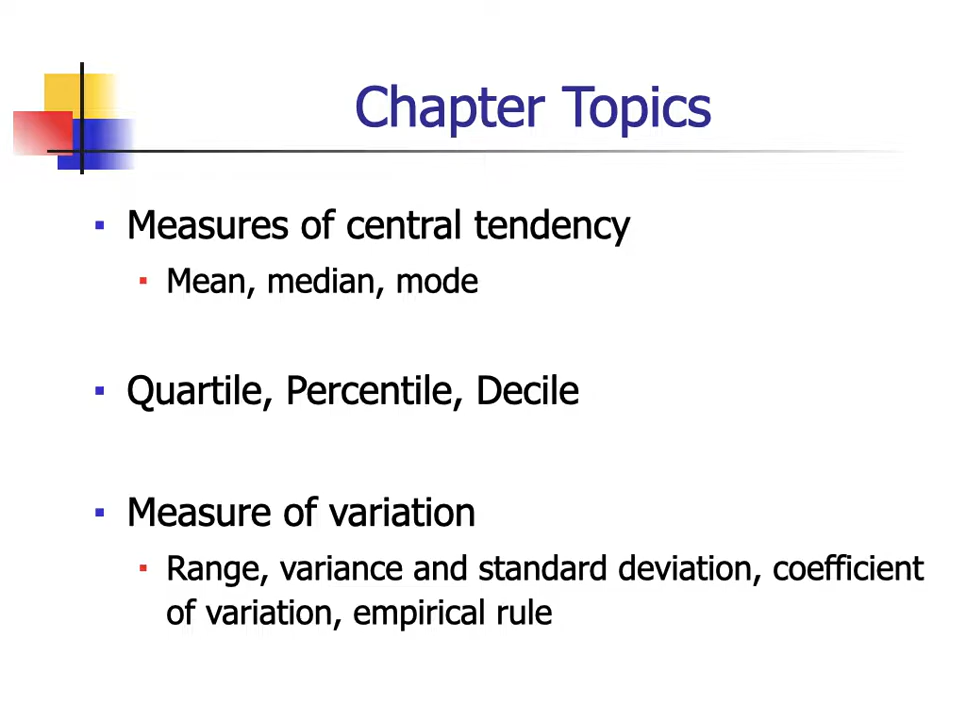 Chapter Topics
Measures of central tendency
Mean, median, mode
Quartile, Percentile, Decile
Measure of variation
Range, variance and standard deviation, coefficient
of variation, empirical rule